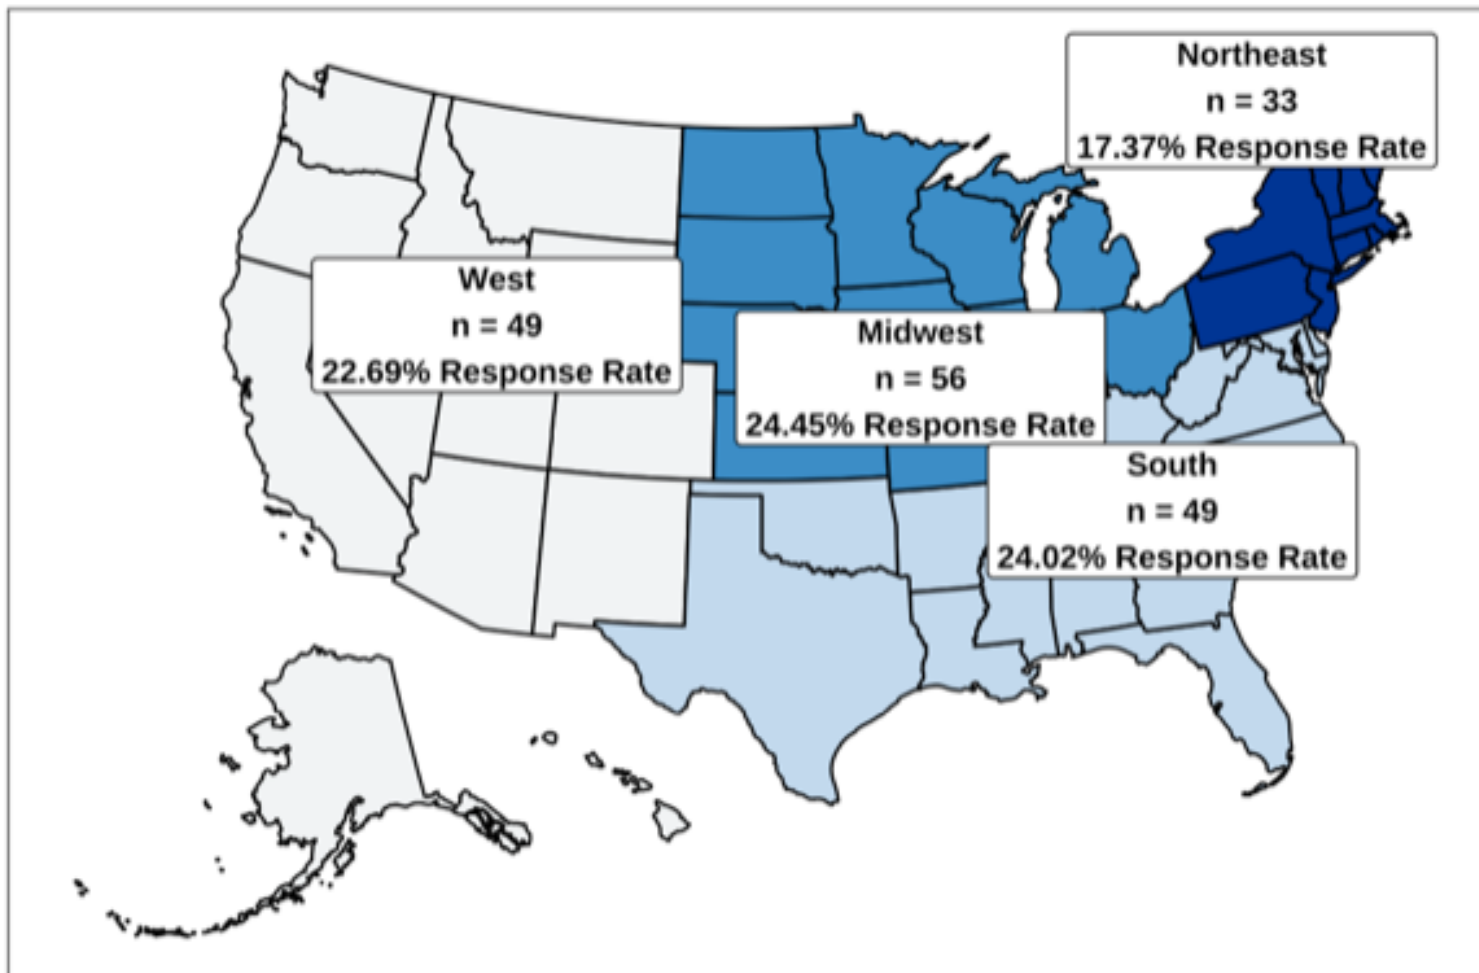 Northeast
n = 33
17.37% Response Rate
West
n = 49
22.69% Response Rate
Midwest
n = 56
24.45% Response Rate
South
n = 49
24.02% Response Rate